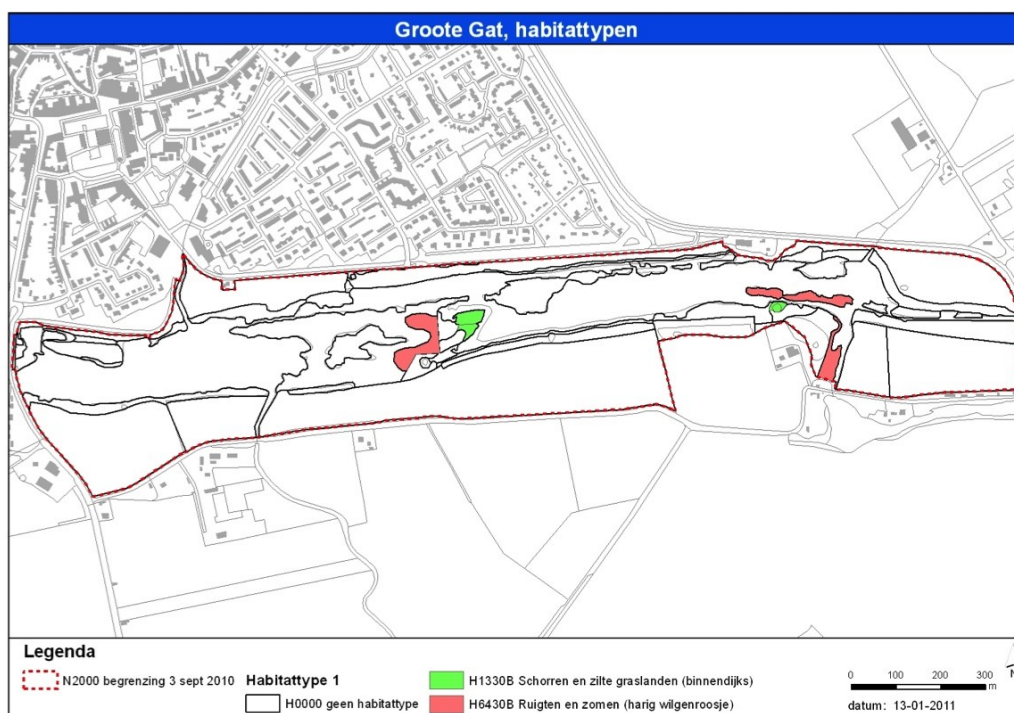 Groote Gat, habitattypen
Legenda
N2000 begrenzing 3 sept 2010
Habitattype 1
H0000 geen habitattype
H1330B Schorren en zilte graslanden (binnendijks)
H6430B Ruigten en zomen (harig wilgenroosje)
0 100 200 300
m
N
datum: 13-01-2011